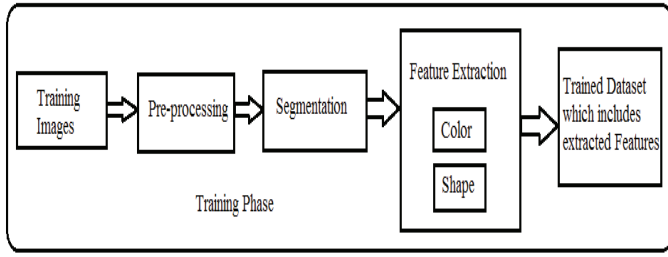 Training
Images
Pre-processing
Segmentation
Feature Extraction
Color
Shape
Trained Dataset
which includes
extracted Features
Training Phase